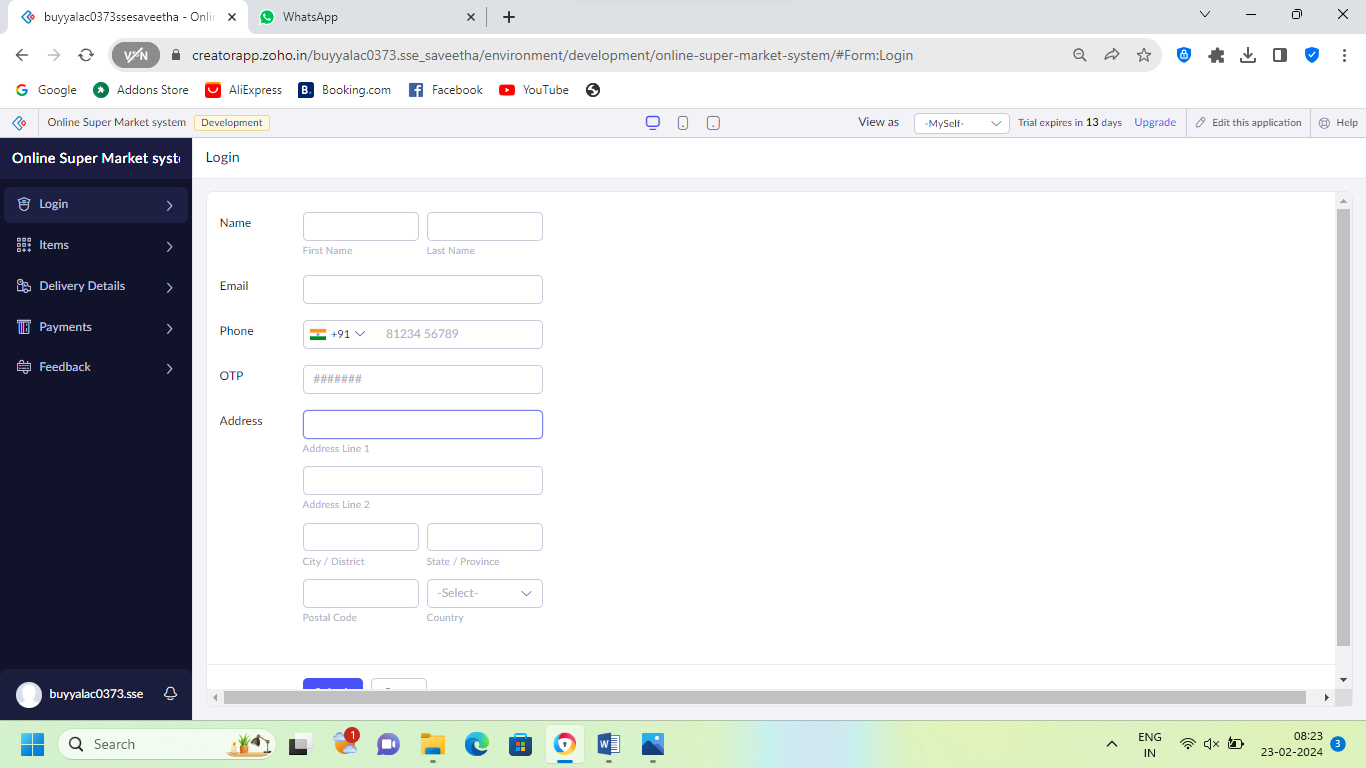 buyyalac0373ssesaveetha - Onli
WhatsApp
VPN
creatorapp.zoho.in/buyyalac0373.sse_saveetha/environment/development/online-super-market-system/#Form:Login
Google
Addons Store
AliExpress
B.
Booking.com
Facebook
YouTube
Online Super Market system
Development
View as
-MySelf-
Trial expires in 13 days
Upgrade
Edit this application
Help
Online Super Market syst
Login
Items
Delivery Details
Payments
Feedback
buyyalac0373.sse
Login
Name
First Name
Last Name
Email
Phone
+91
81234 56789
OTP
#######
Address
Address Line 1
Address Line 2
City / District
State / Province
-Select-
Postal Code
Country
Search
1
ENG
IN
08:23
23-02-2024
3